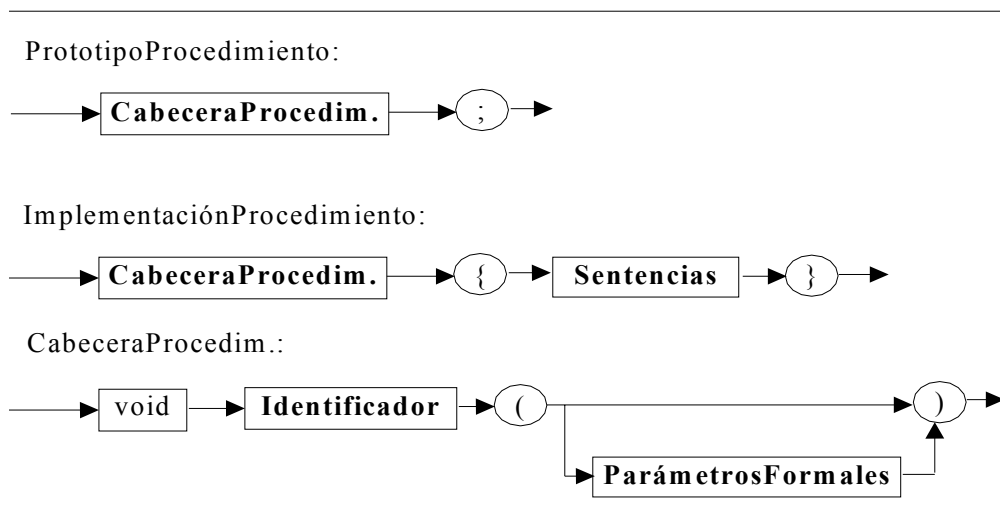 PrototipoProcedimiento:
CabeceraProcedim. ;
ImplementaciónProcedimiento:
CabeceraProcedim. { Sentencias }
CabeceraProcedim.:
void Identificador ( )
ParámetrosFormales